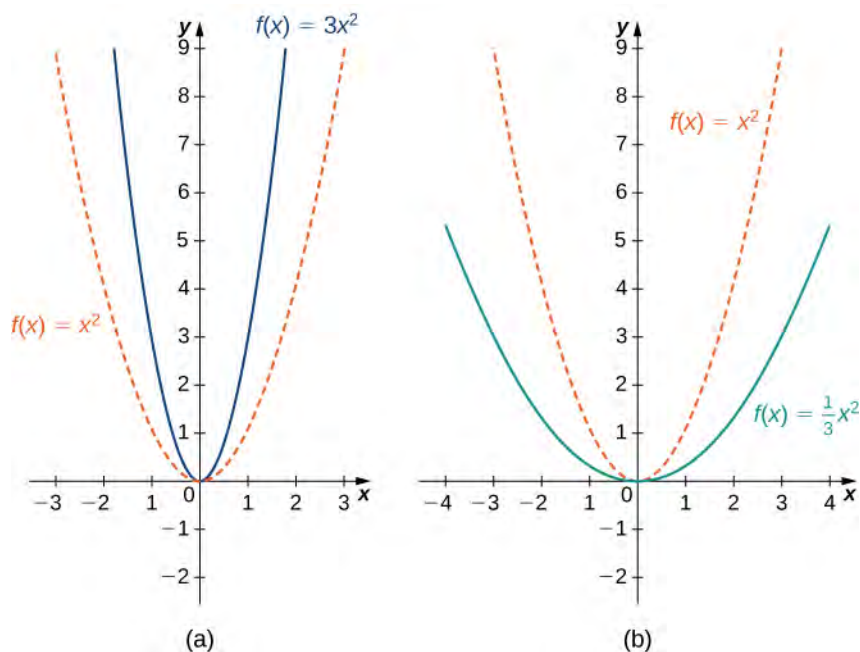 y
f(x) = 3x²
9
8
7
6
5
4
f(x) = x²
3
2
1
−3 −2 1 0 1 2 3 x
−1
−2
(a)
y
9
8
f(x) = x²
7
6
5
4
3
2
f(x) = 1/3 x²
1
−4 −3 −2 1 0 1 2 3 4 x
−1
−2
(b)